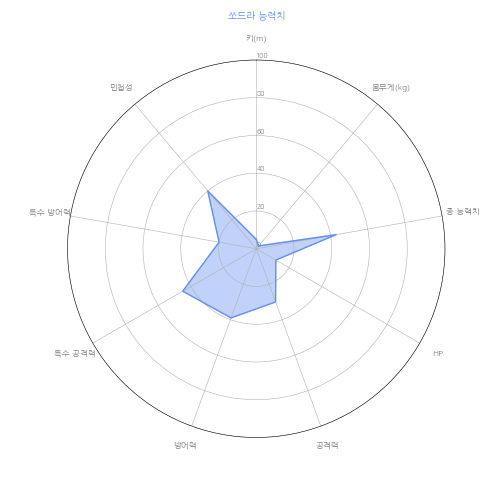 쏘드라 능력치
키(m)
몸무게(kg)
총 능력치
HP
공격력
방어력
특수 공격력
특수 방어력
민첩성
100
80
60
40
20
0